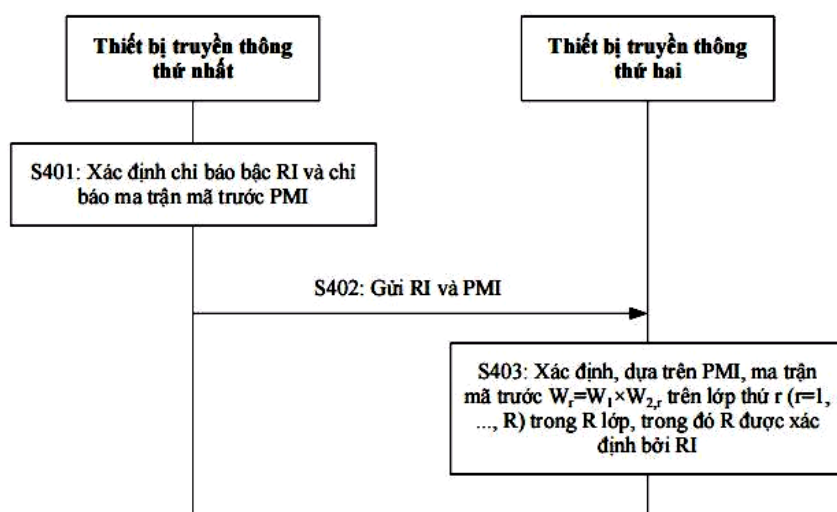 Thiết bị truyền thông
thứ nhất
Thiết bị truyền thông
thứ hai
S401: Xác định chỉ báo bậc RI và chỉ
báo ma trận mã trước PMI
S402: Gửi RI và PMI
S403: Xác định, dựa trên PMI, ma trận
mã trước Wᵣ=W₁×W₂,ᵣ trên lớp thứ r (r=1,
..., R) trong R lớp, trong đó R được xác
định bởi RI